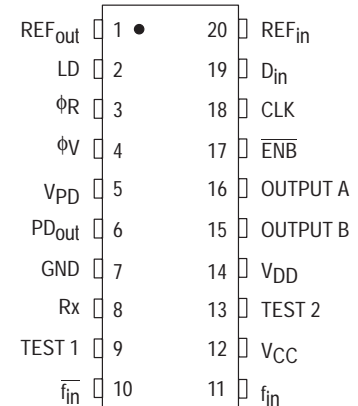 REFout 1 20 REFin
LD 2 19 Din
ϕR 3 18 CLK
ϕV 4 17 E̅N̅B̅
VPD 5 16 OUTPUT A
PDout 6 15 OUTPUT B
GND 7 14 VDD
Rx 8 13 TEST 2
TEST 1 9 12 VCC
f̅i̅n̅ 10 11 fin